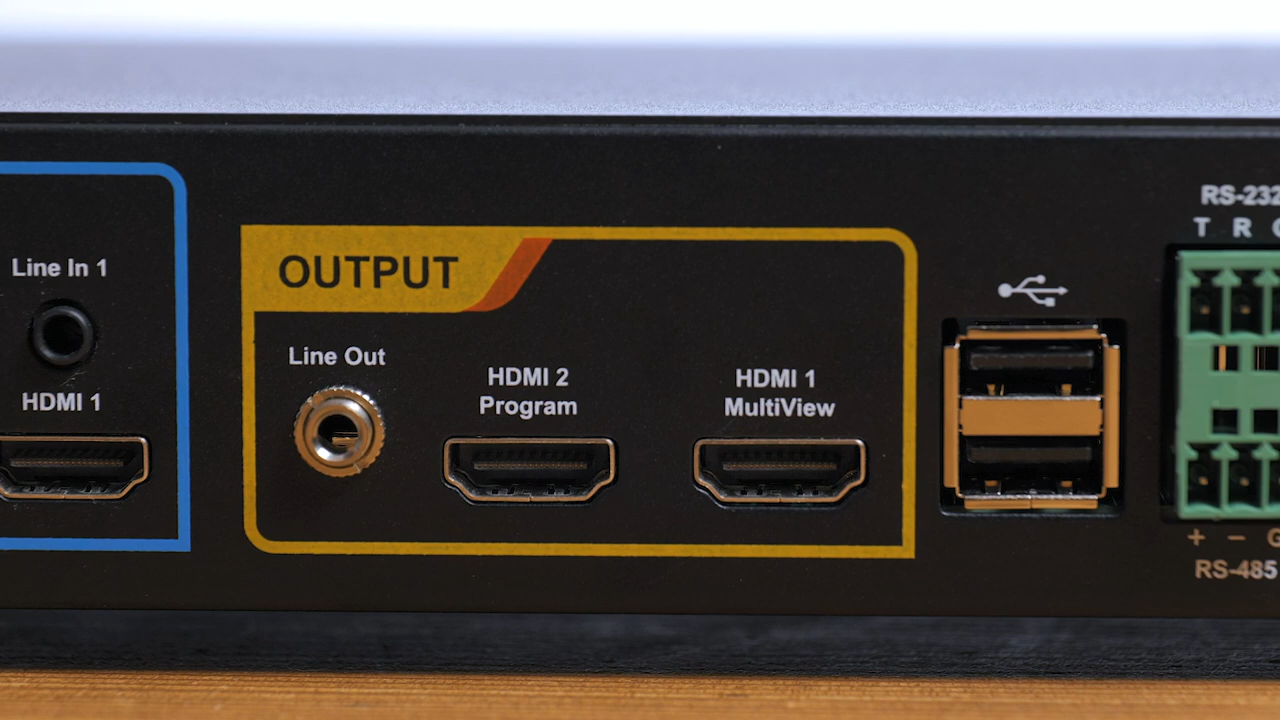 Line In 1
HDMI 1
OUTPUT
Line Out
HDMI 2
Program
HDMI 1
MultiView
RS-232
T R
+ −
RS-485